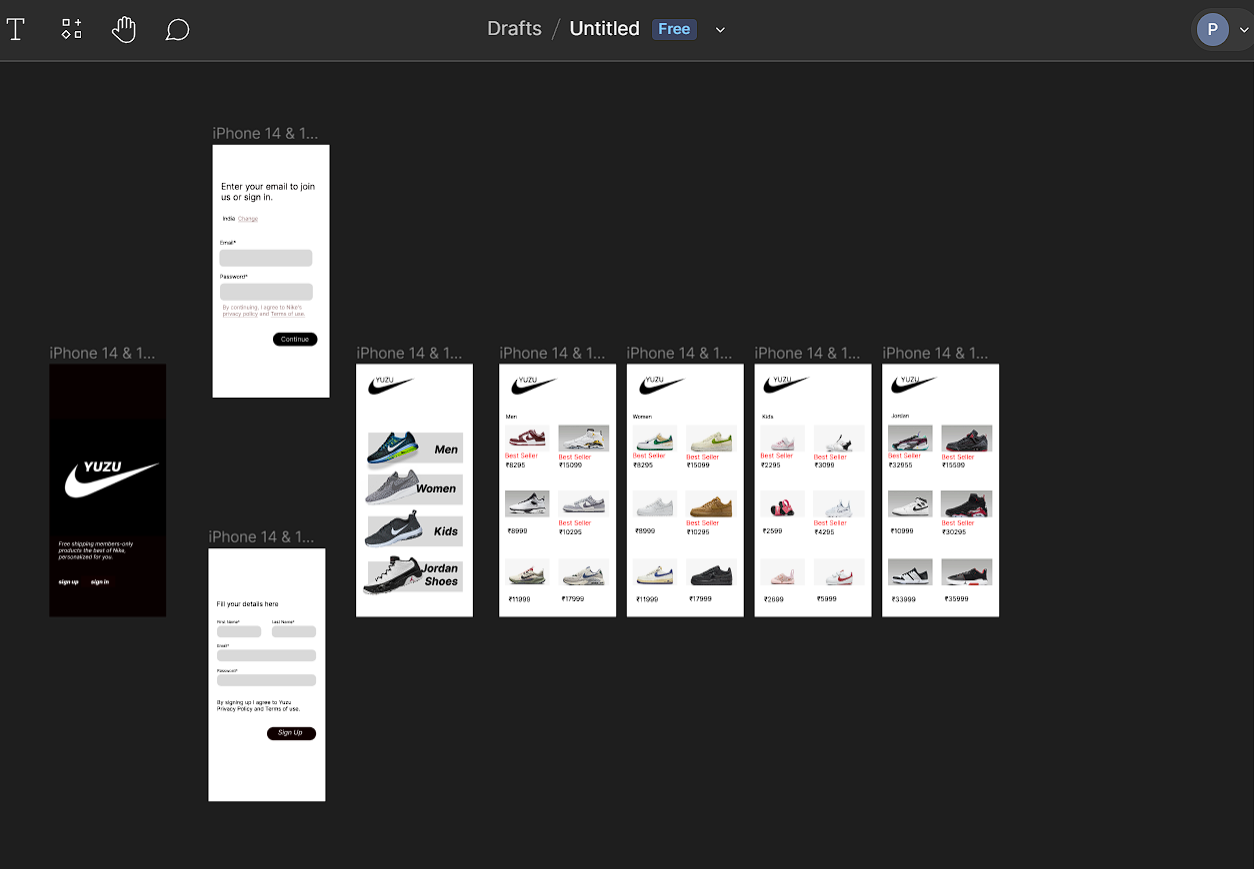 T
Drafts / Untitled Free
P
iPhone 14 & 1...
Enter your email to join
us or sign in.
India Change
Email*
Password*
By continuing, I agree to Nike's
privacy policy and Terms of use.
Continue
iPhone 14 & 1...
YUZU
Free shipping members-only
products the best of Nike,
personalized for you.
sign up sign in
iPhone 14 & 1...
Fill your details here
First Name* Last Name*
Email*
Password*
By signing up I agree to Yuzu
Privacy Policy and Terms of use.
Sign Up
iPhone 14 & 1...
YUZU
Men
Women
Kids
Jordan
Shoes
iPhone 14 & 1...
YUZU
Men
Best Seller Best Seller
₹8295 ₹15099
Best Seller
₹8999 ₹10295
₹11999 ₹17999
iPhone 14 & 1...
YUZU
Women
Best Seller Best Seller
₹8295 ₹15099
Best Seller
₹8999 ₹10295
₹11999 ₹17999
iPhone 14 & 1...
YUZU
Kids
Best Seller Best Seller
₹2295 ₹3099
Best Seller
₹2599 ₹4295
₹2699 ₹5999
iPhone 14 & 1...
YUZU
Jordan
Best Seller Best Seller
₹32955 ₹15599
Best Seller
₹10999 ₹30295
₹33999 ₹35999